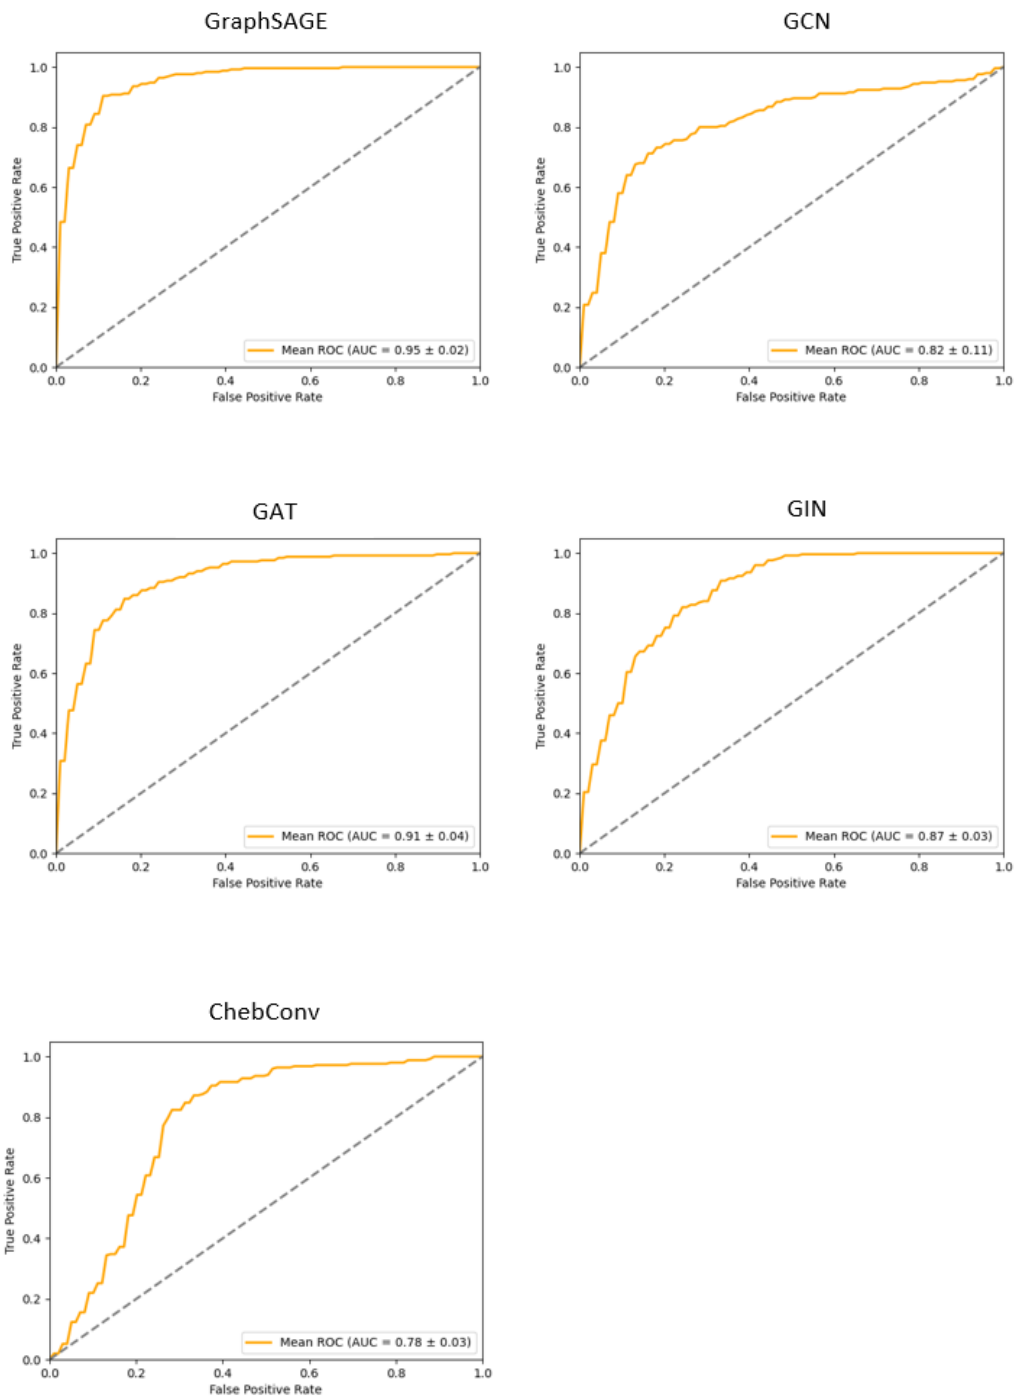 GraphSAGE
1.0
0.8
0.6
0.4
0.2
0.0
True Positive Rate
Mean ROC (AUC = 0.95 ± 0.02)
0.0 0.2 0.4 0.6 0.8 1.0
False Positive Rate
GCN
1.0
0.8
0.6
0.4
0.2
0.0
True Positive Rate
Mean ROC (AUC = 0.82 ± 0.11)
0.0 0.2 0.4 0.6 0.8 1.0
False Positive Rate
GAT
1.0
0.8
0.6
0.4
0.2
0.0
True Positive Rate
Mean ROC (AUC = 0.91 ± 0.04)
0.0 0.2 0.4 0.6 0.8 1.0
False Positive Rate
GIN
1.0
0.8
0.6
0.4
0.2
0.0
True Positive Rate
Mean ROC (AUC = 0.87 ± 0.03)
0.0 0.2 0.4 0.6 0.8 1.0
False Positive Rate
ChebConv
1.0
0.8
0.6
0.4
0.2
0.0
True Positive Rate
Mean ROC (AUC = 0.78 ± 0.03)
0.0 0.2 0.4 0.6 0.8 1.0
False Positive Rate